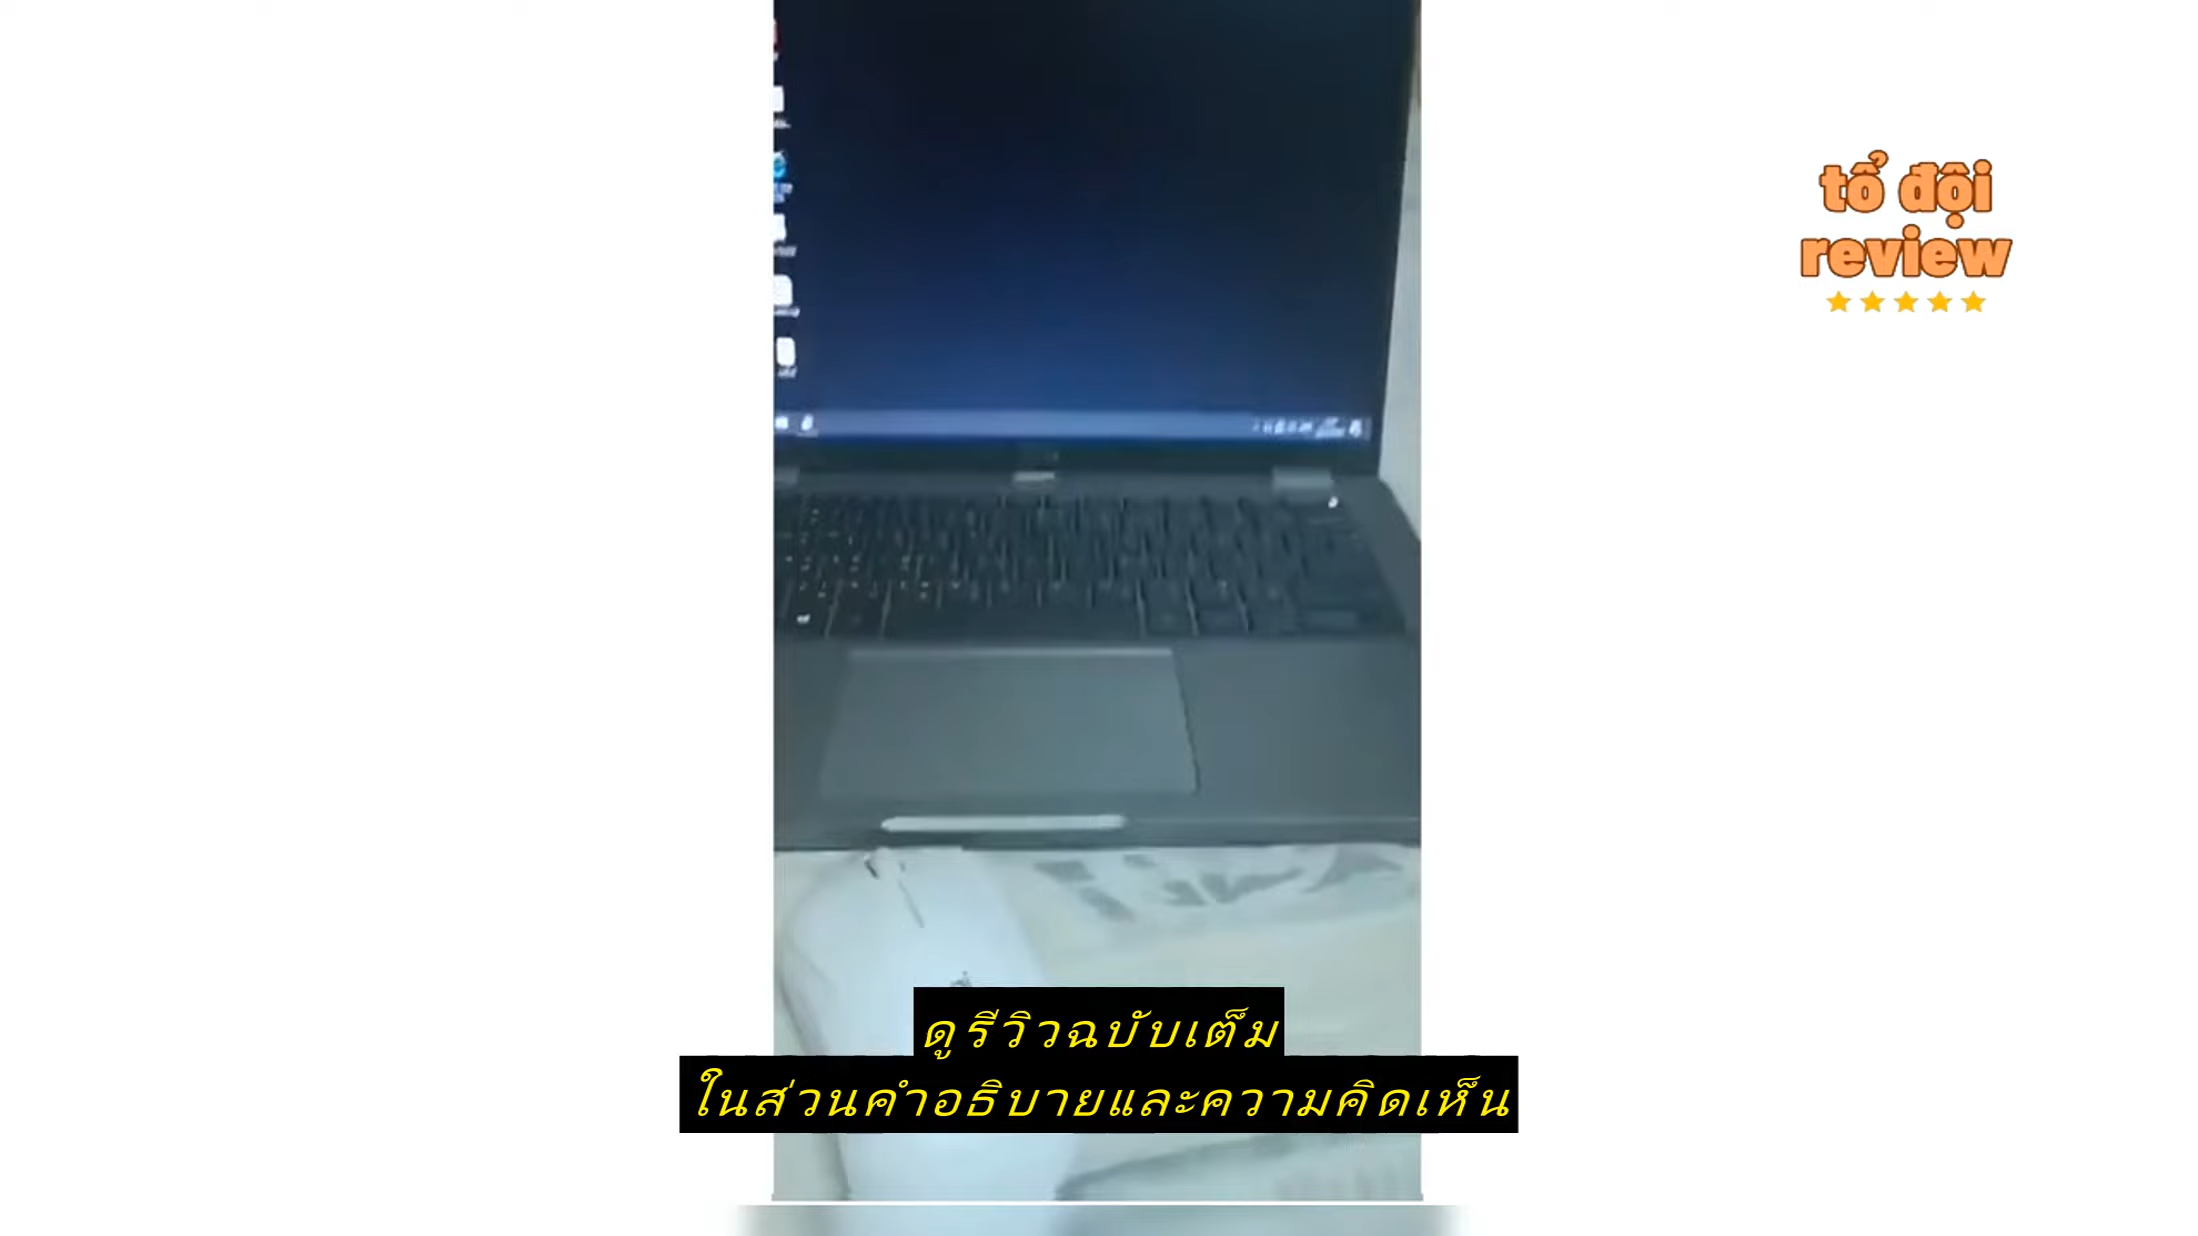 tổ đội
review
ดูรีวิวฉบับเต็ม
ในส่วนคำอธิบายและความคิดเห็น